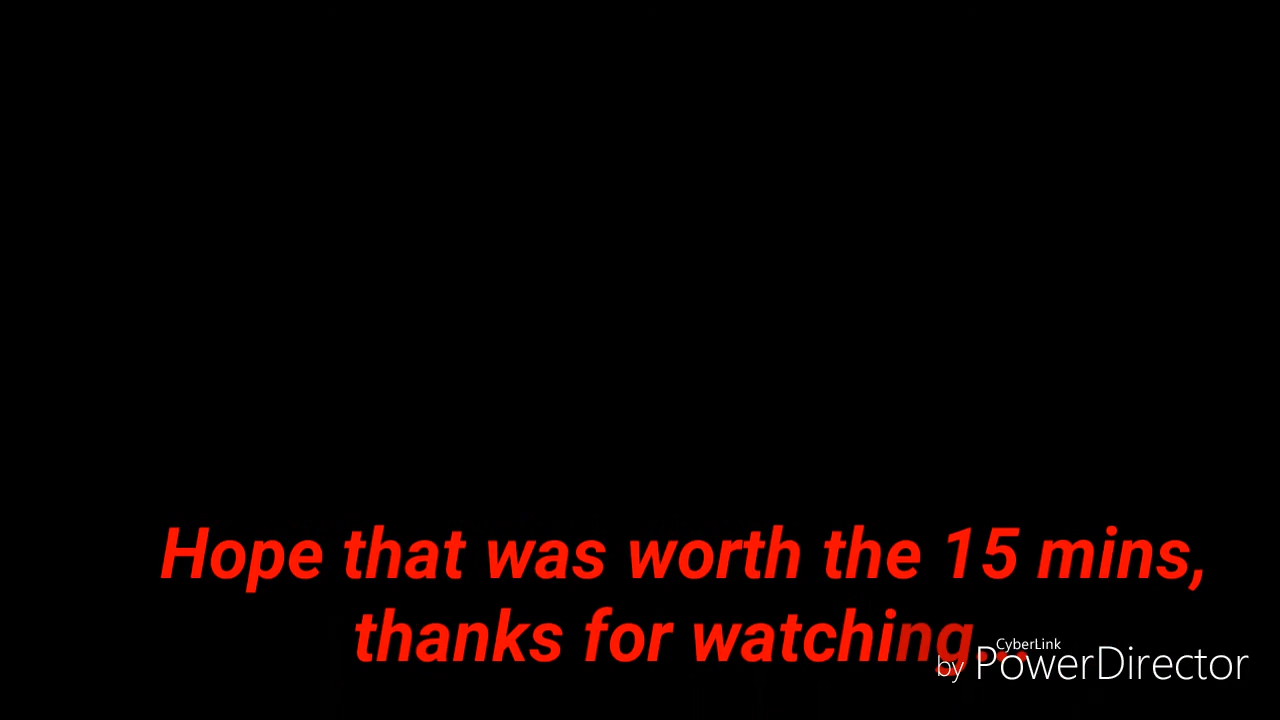 Hope that was worth the 15 mins,
thanks for watching...
CyberLink
by PowerDirector